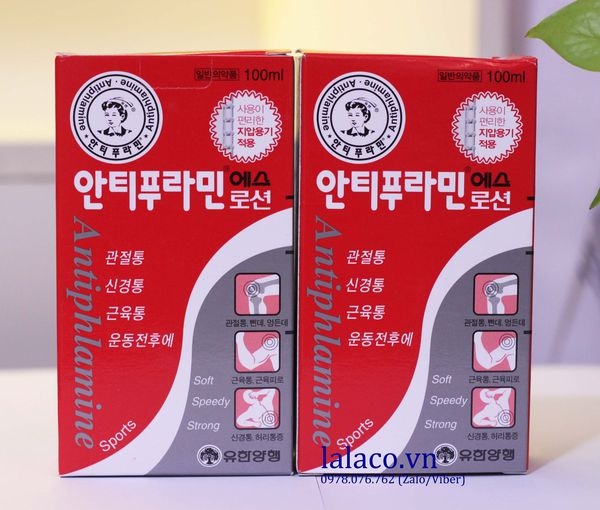 일반의약품 100ml
Antiphlamine · Antiphlamine
안티푸라민
사용이
편리한
지압용기
적용
안티푸라민® 에스
로션
Antiphlamine
Sports
관절통
신경통
근육통
운동전후에
관절통, 삔데, 멍든데
근육통, 근육피로
신경통, 허리통증
Soft
Speedy
Strong
유한양행
일반의약품 100ml
Antiphlamine · Antiphlamine
안티푸라민
사용이
편리한
지압용기
적용
안티푸라민® 에스
로션
Antiphlamine
Sports
관절통
신경통
근육통
운동전후에
관절통, 삔데, 멍든데
근육통, 근육피로
신경통, 허리통증
Soft
Speedy
Strong
유한양행
lalaco.vn
0978.076.762 (Zalo/Viber)